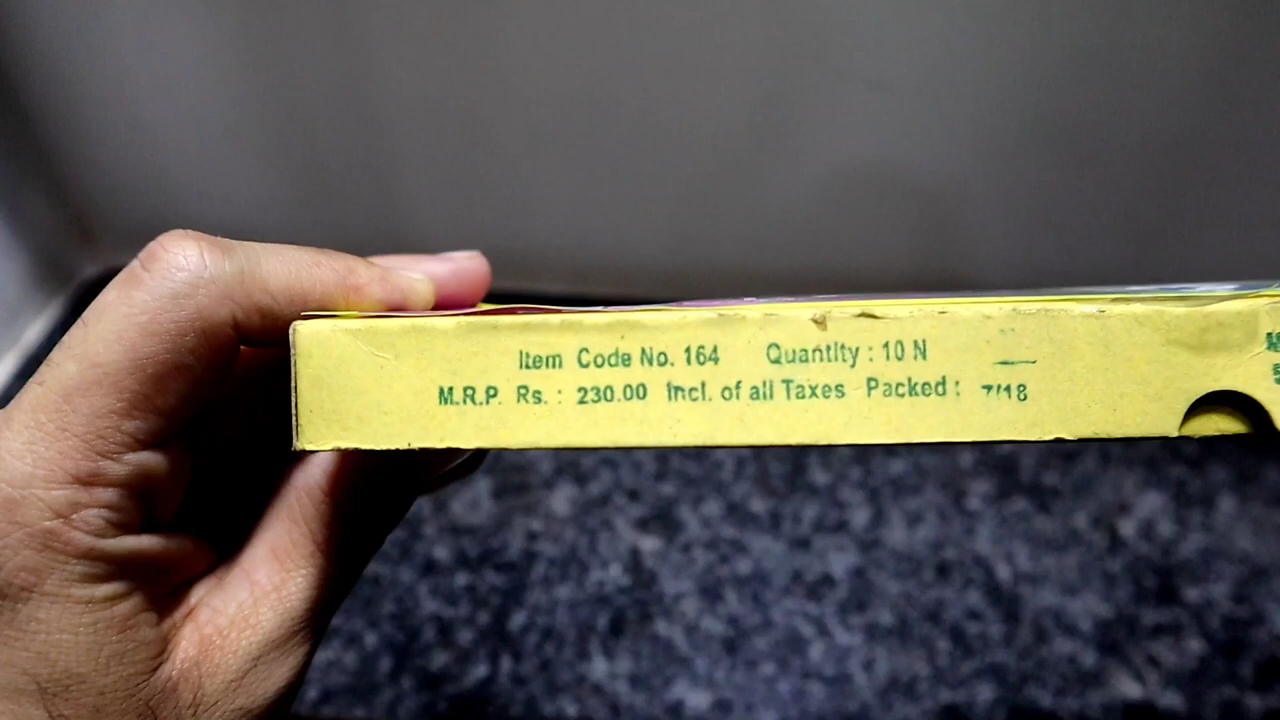 Item Code No. 164 Quantity : 10 N
M.R.P. Rs. : 230.00 Incl. of all Taxes Packed : 7/18